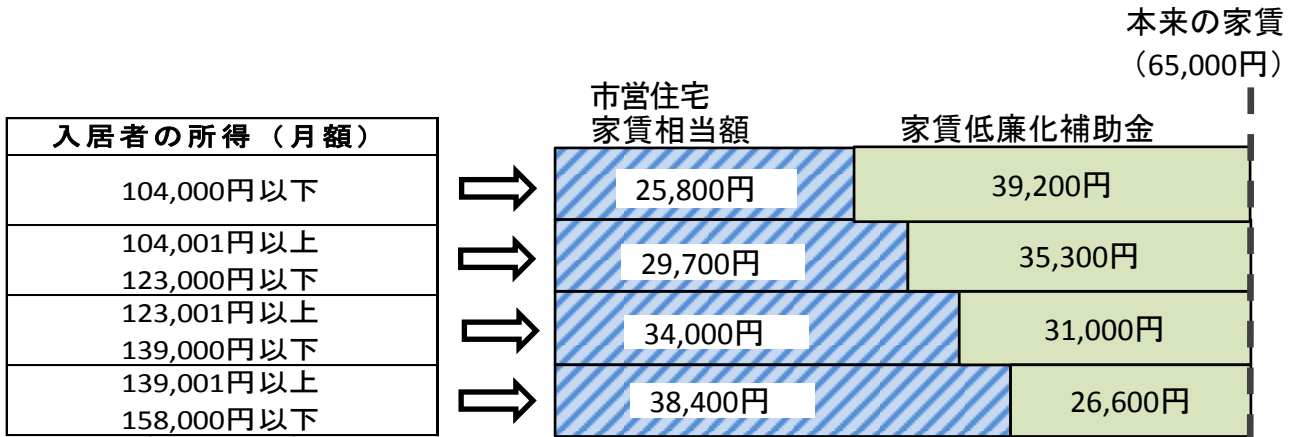 本来の家賃
（65,000円）
市営住宅
家賃相当額
家賃低廉化補助金
入居者の所得（月額）
104,000円以下
25,800円
39,200円
104,001円以上
123,000円以下
29,700円
35,300円
123,001円以上
139,000円以下
34,000円
31,000円
139,001円以上
158,000円以下
38,400円
26,600円